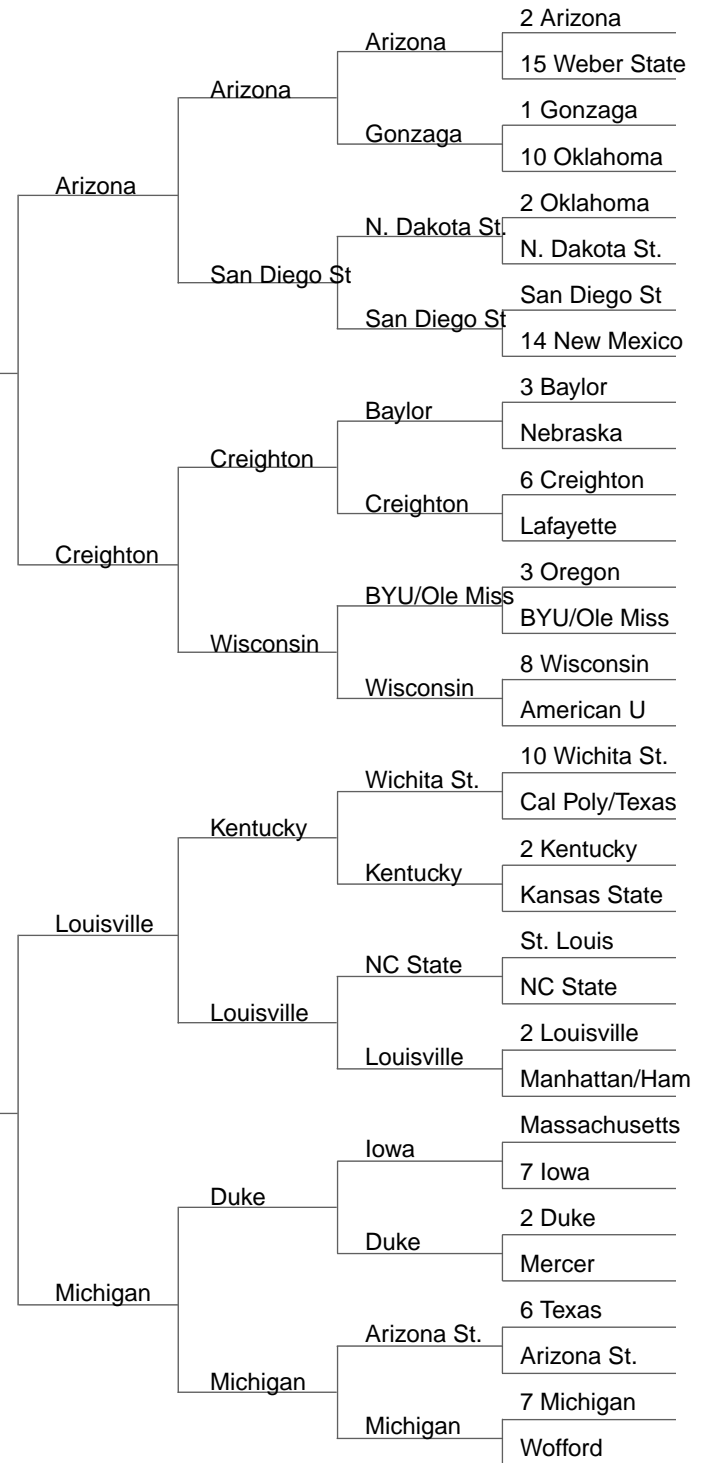 2 Arizona
Arizona
15 Weber State
Arizona
1 Gonzaga
Gonzaga
10 Oklahoma
Arizona
2 Oklahoma
N. Dakota St.
N. Dakota St.
San Diego St
San Diego St
San Diego St
14 New Mexico
3 Baylor
Baylor
Nebraska
Creighton
6 Creighton
Creighton
Lafayette
Creighton
3 Oregon
BYU/Ole Miss
BYU/Ole Miss
Wisconsin
8 Wisconsin
Wisconsin
American U
10 Wichita St.
Wichita St.
Cal Poly/Texas
Kentucky
2 Kentucky
Kentucky
Kansas State
Louisville
St. Louis
NC State
NC State
Louisville
2 Louisville
Louisville
Manhattan/Ham
Massachusetts
Iowa
7 Iowa
Duke
2 Duke
Duke
Mercer
Michigan
6 Texas
Arizona St.
Arizona St.
Michigan
7 Michigan
Michigan
Wofford